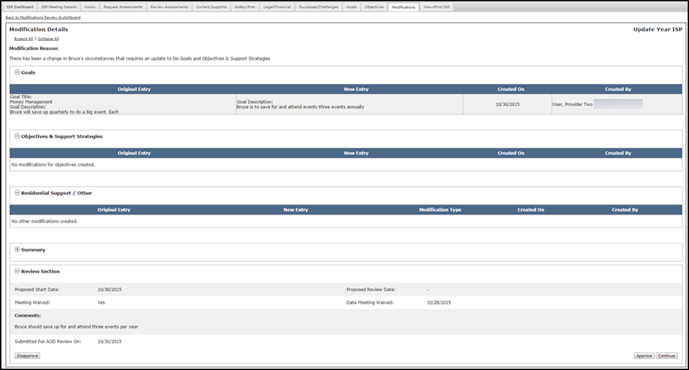 ISP Dashboard ISP Meeting Details Vision Request Assessments Review Assessments Current Supports Safety/Risk Legal/Financial Successes/Challenges Goals Objectives Modifications View/Print ISP
Back to Modifications Review Switchboard
Modification Details Update Year ISP
Expand All | Collapse All
Modification Reason:
There has been a change in Bruce's circumstances that requires an update to his Goals and Objectives & Support Strategies
Goals
Original Entry New Entry Created On Created By
Goal Title:
Money Management
Goal Description:
Bruce will save up quarterly to do a big event. Each
Goal Description:
Bruce is to save for and attend events three events annually
10/30/2015
User, Provider Two
Objectives & Support Strategies
Original Entry New Entry Created On Created By
No modifications for objectives created.
Residential Support / Other
Original Entry New Entry Modification Type Created On Created By
No other modifications created.
Summary
Review Section
Proposed Start Date: 10/30/2015 Proposed Review Date: -
Meeting Waived: Yes Date Meeting Waived: 10/28/2015
Comments:
Bruce should save up for and attend three events per year
Submitted For AGD Review On: 10/30/2015
Disapprove Approve Continue